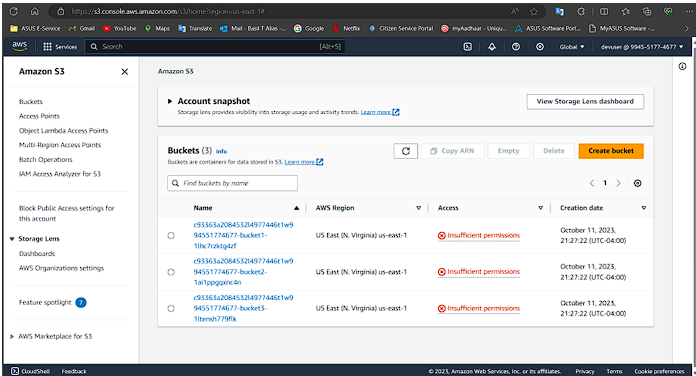 https://s3.console.aws.amazon.com/s3/home?region=us-east-1#
ASUS E-Service
Gmail
YouTube
Maps
Translate
Mail - Basil T Alias -...
Google
Netflix
Citizen Service Portal
myAadhaar - Uniqu...
ASUS Software Port...
MyASUS Software -...
aws
Services
Search
[Alt+S]
Global
devuser @ 9945-5177-4677
Amazon S3
Buckets
Access Points
Object Lambda Access Points
Multi-Region Access Points
Batch Operations
IAM Access Analyzer for S3
Block Public Access settings for
this account
Storage Lens
Dashboards
AWS Organizations settings
Feature spotlight 7
AWS Marketplace for S3
Amazon S3
Account snapshot
Storage lens provides visibility into storage usage and activity trends. Learn more
View Storage Lens dashboard
Buckets (3) Info
Buckets are containers for data stored in S3. Learn more
Copy ARN
Empty
Delete
Create bucket
Find buckets by name
1
Name
AWS Region
Access
Creation date
c93363a2084532l4977446t1w9
94551774677-bucket1-
1lhc7rzktg4zf
US East (N. Virginia) us-east-1
Insufficient permissions
October 11, 2023,
21:27:22 (UTC-04:00)
c93363a2084532l4977446t1w9
94551774677-bucket2-
1ai1ppgqxnc4n
US East (N. Virginia) us-east-1
Insufficient permissions
October 11, 2023,
21:27:22 (UTC-04:00)
c93363a2084532l4977446t1w9
94551774677-bucket3-
1ltensh779flk
US East (N. Virginia) us-east-1
Insufficient permissions
October 11, 2023,
21:27:22 (UTC-04:00)
CloudShell
Feedback
© 2023, Amazon Web Services, Inc. or its affiliates.
Privacy
Terms
Cookie preferences